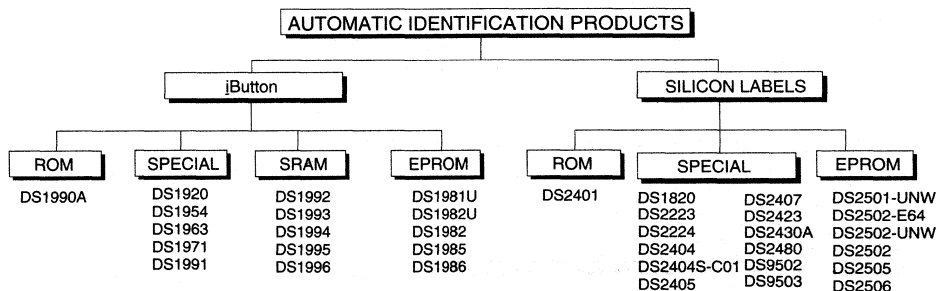 AUTOMATIC IDENTIFICATION PRODUCTS
iButton
SILICON LABELS
ROM
DS1990A
SPECIAL
DS1920
DS1954
DS1963
DS1971
DS1991
SRAM
DS1992
DS1993
DS1994
DS1995
DS1996
EPROM
DS1981U
DS1982U
DS1982
DS1985
DS1986
ROM
DS2401
SPECIAL
DS1820
DS2223
DS2224
DS2404
DS2404S-C01
DS2405
DS2407
DS2423
DS2430A
DS2480
DS9502
DS9503
EPROM
DS2501-UNW
DS2502-E64
DS2502-UNW
DS2502
DS2505
DS2506